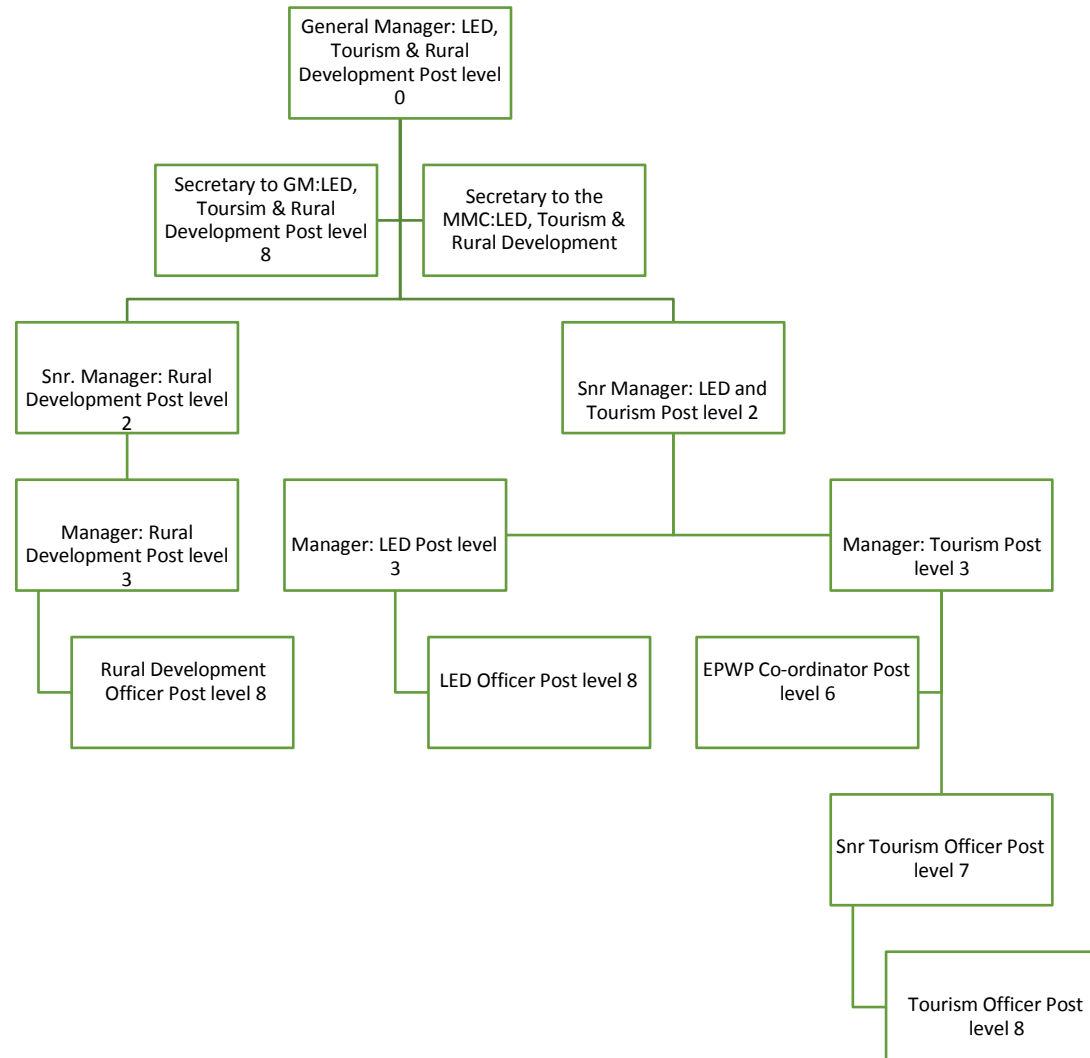 General Manager: LED,
Tourism & Rural
Development Post level
0
Secretary to GM:LED,
Toursim & Rural
Development Post level
8
Secretary to the
MMC:LED, Tourism &
Rural Development
Snr. Manager: Rural
Development Post level
2
Snr Manager: LED and
Tourism Post level 2
Manager: Rural
Development Post level
3
Manager: LED Post level
3
Manager: Tourism Post
level 3
Rural Development
Officer Post level 8
LED Officer Post level 8
EPWP Co-ordinator Post
level 6
Snr Tourism Officer Post
level 7
Tourism Officer Post
level 8